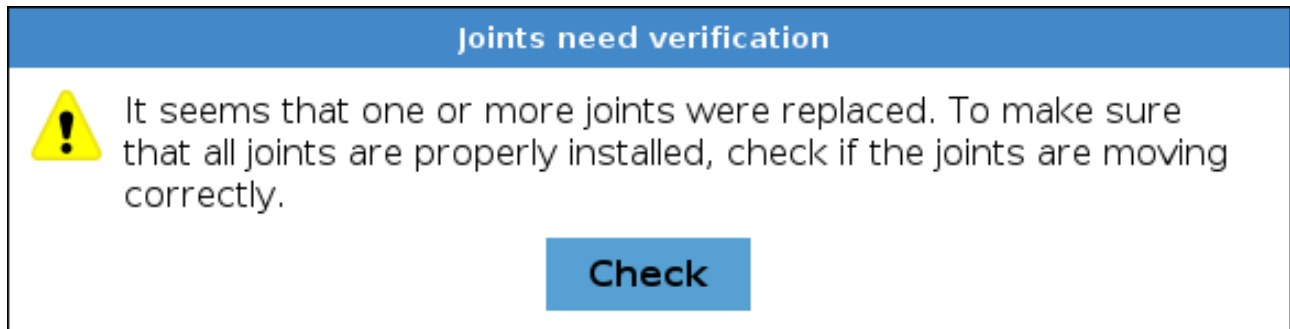 Joints need verification
It seems that one or more joints were replaced. To make sure
that all joints are properly installed, check if the joints are moving
correctly.
Check